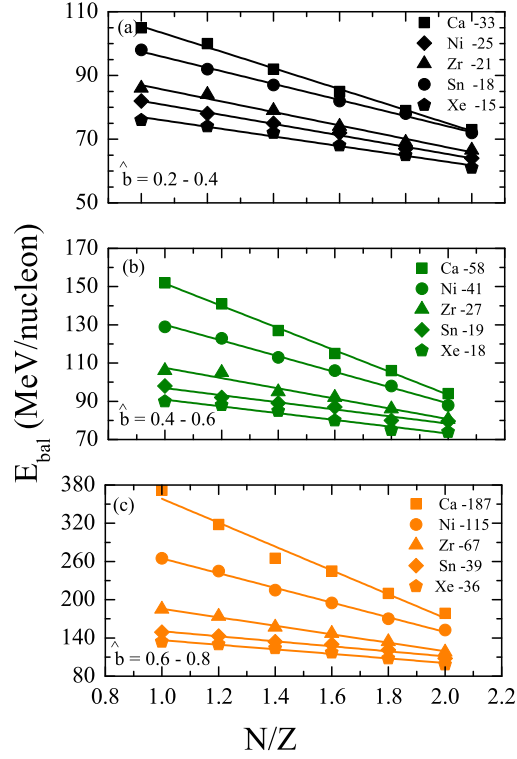 110
90
70
50
(a)
Ca -33
Ni -25
Zr -21
Sn -18
Xe -15
^
b = 0.2 - 0.4
E_bal (MeV/nucleon)
170
150
130
110
90
70
(b)
Ca -58
Ni -41
Zr -27
Sn -19
Xe -18
^
b = 0.4 - 0.6
380
320
260
200
140
80
(c)
Ca -187
Ni -115
Zr -67
Sn -39
Xe -36
^
b = 0.6 - 0.8
0.8 1.0 1.2 1.4 1.6 1.8 2.0 2.2
N/Z